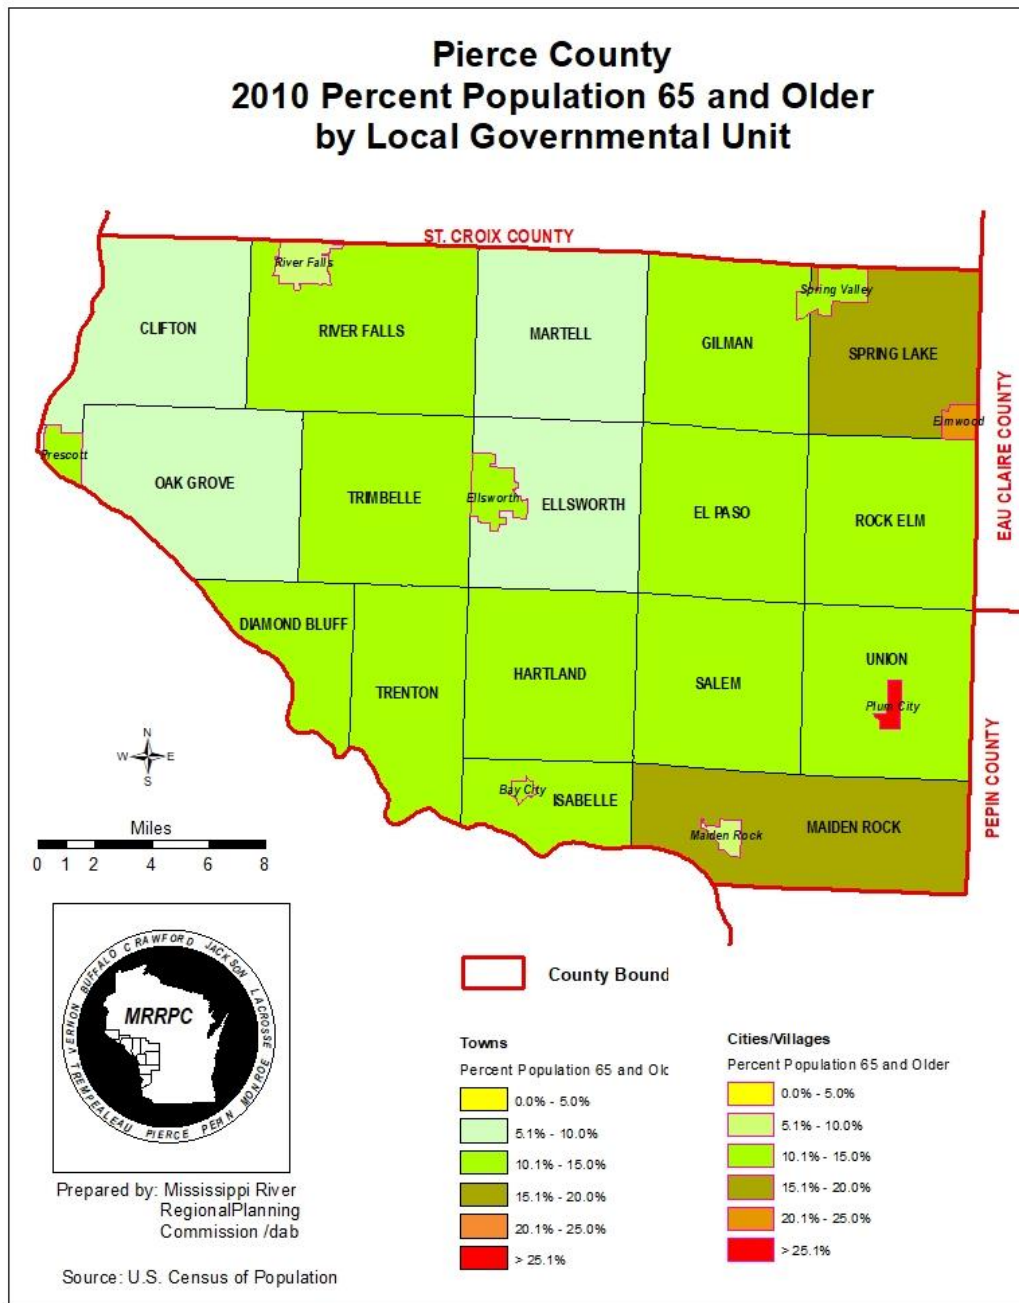 Pierce County
2010 Percent Population 65 and Older
by Local Governmental Unit
ST. CROIX COUNTY
River Falls
Spring Valley
CLIFTON
RIVER FALLS
MARTELL
GILMAN
SPRING LAKE
Elmwood
EAU CLAIRE COUNTY
Prescott
OAK GROVE
TRIMBELLE
Ellsworth
ELLSWORTH
EL PASO
ROCK ELM
DIAMOND BLUFF
TRENTON
HARTLAND
SALEM
UNION
Plum City
PEPIN COUNTY
Bay City
ISABELLE
Maiden Rock
MAIDEN ROCK
N
W E
S
Miles
0 1 2 4 6 8
VERNON BUFFALO CRAWFORD JACKSON LACROSSE
TREMPEALEAU PIERCE PEPIN MONROE
MRRPC
Prepared by: Mississippi River
RegionalPlanning
Commission /dab
Source: U.S. Census of Population
County Bound
Towns
Percent Population 65 and Olc
0.0% - 5.0%
5.1% - 10.0%
10.1% - 15.0%
15.1% - 20.0%
20.1% - 25.0%
> 25.1%
Cities/Villages
Percent Population 65 and Older
0.0% - 5.0%
5.1% - 10.0%
10.1% - 15.0%
15.1% - 20.0%
20.1% - 25.0%
> 25.1%